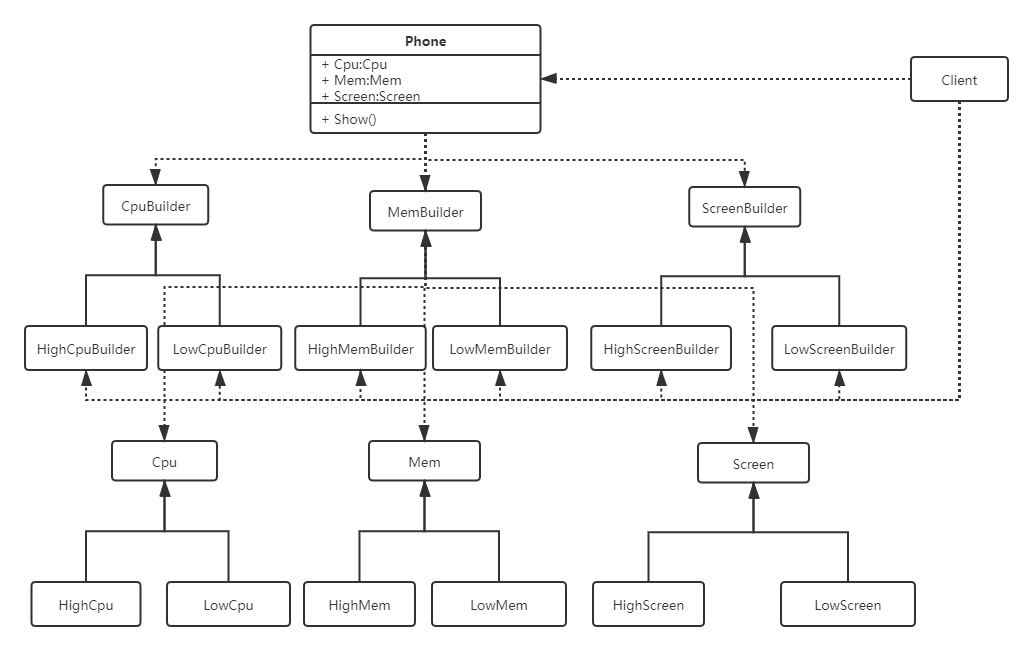 Phone
+ Cpu:Cpu
+ Mem:Mem
+ Screen:Screen
+ Show()
Client
CpuBuilder
MemBuilder
ScreenBuilder
HighCpuBuilder
LowCpuBuilder
HighMemBuilder
LowMemBuilder
HighScreenBuilder
LowScreenBuilder
Cpu
Mem
Screen
HighCpu
LowCpu
HighMem
LowMem
HighScreen
LowScreen